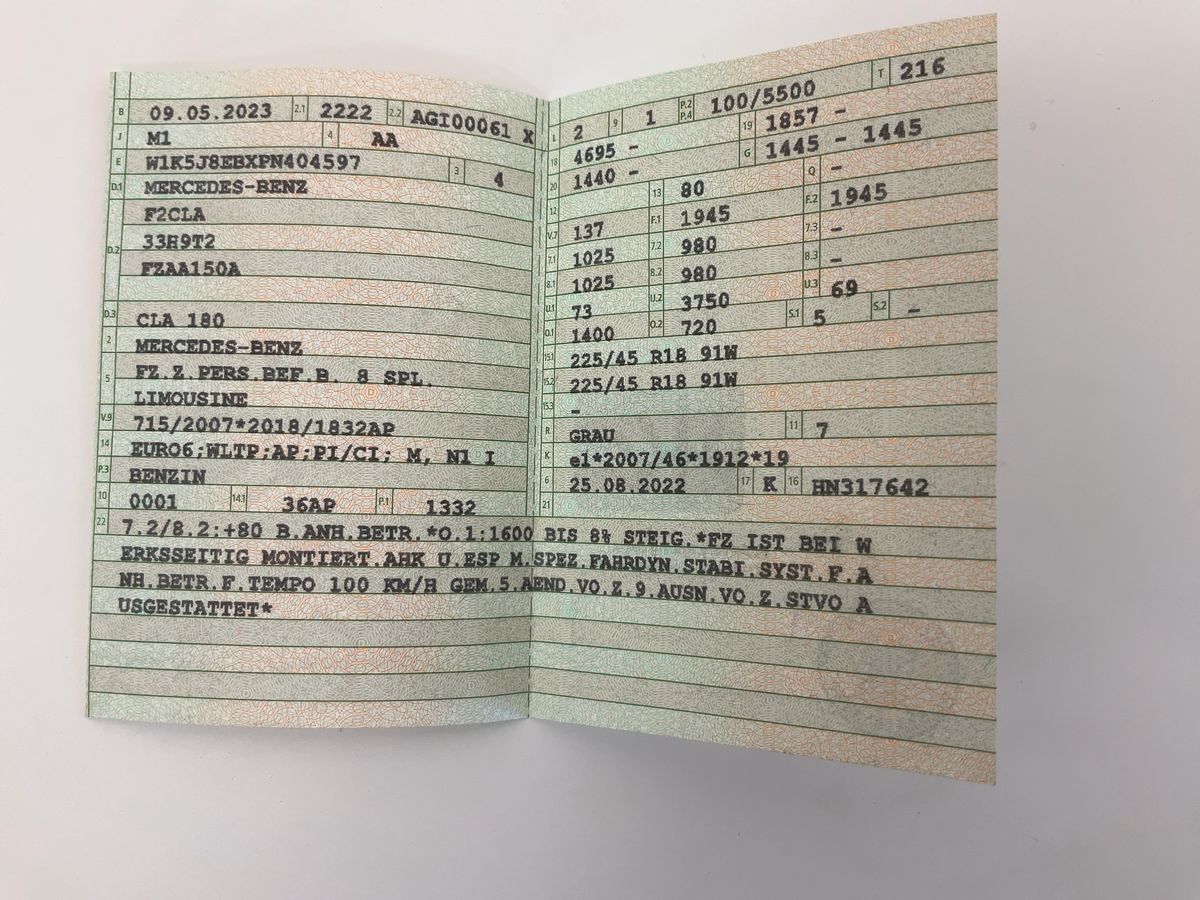 B 09.05.2023 2.1 2222 2.2 AGI00061 X
J M1 4 AA
E W1K5J8EBXPN404597 3 4
D.1 MERCEDES-BENZ
F2CLA
D.2 33H9T2
FZAA150A
D.3 CLA 180
2 MERCEDES-BENZ
5 FZ.Z.PERS.BEF.B. 8 SPL.
LIMOUSINE
V.9 715/2007*2018/1832AP
14 EURO6;WLTP;AP;PI/CI; M, N1 I
P.3 BENZIN
10 0001 14.1 36AP P.1 1332
L 2 9 1 P.2 P.4 100/5500 T 216
18 4695 - 19 1857 -
20 1440 - G 1445 - 1445
12 13 80 Q -
V.7 137 F.1 1945 F.2 1945
7.1 1025 7.2 980 7.3 -
8.1 1025 8.2 980 8.3 -
U.1 73 U.2 3750 U.3 69
O.1 1400 O.2 720 S.1 5 S.2 -
15.1 225/45 R18 91W
15.2 225/45 R18 91W
15.3 -
R GRAU 11 7
K e1*2007/46*1912*19
6 25.08.2022 17 K 16 HN317642
21
22 7.2/8.2:+80 B.ANH.BETR.*O.1:1600 BIS 8% STEIG.*FZ IST BEI W
ERKSSEITIG MONTIERT.AHK U.ESP M.SPEZ.FAHRDYN.STABI.SYST.F.A
NH.BETR.F.TEMPO 100 KM/H GEM.5.AEND.VO.Z.9.AUSN.VO.Z.STVO A
USGESTATTET*